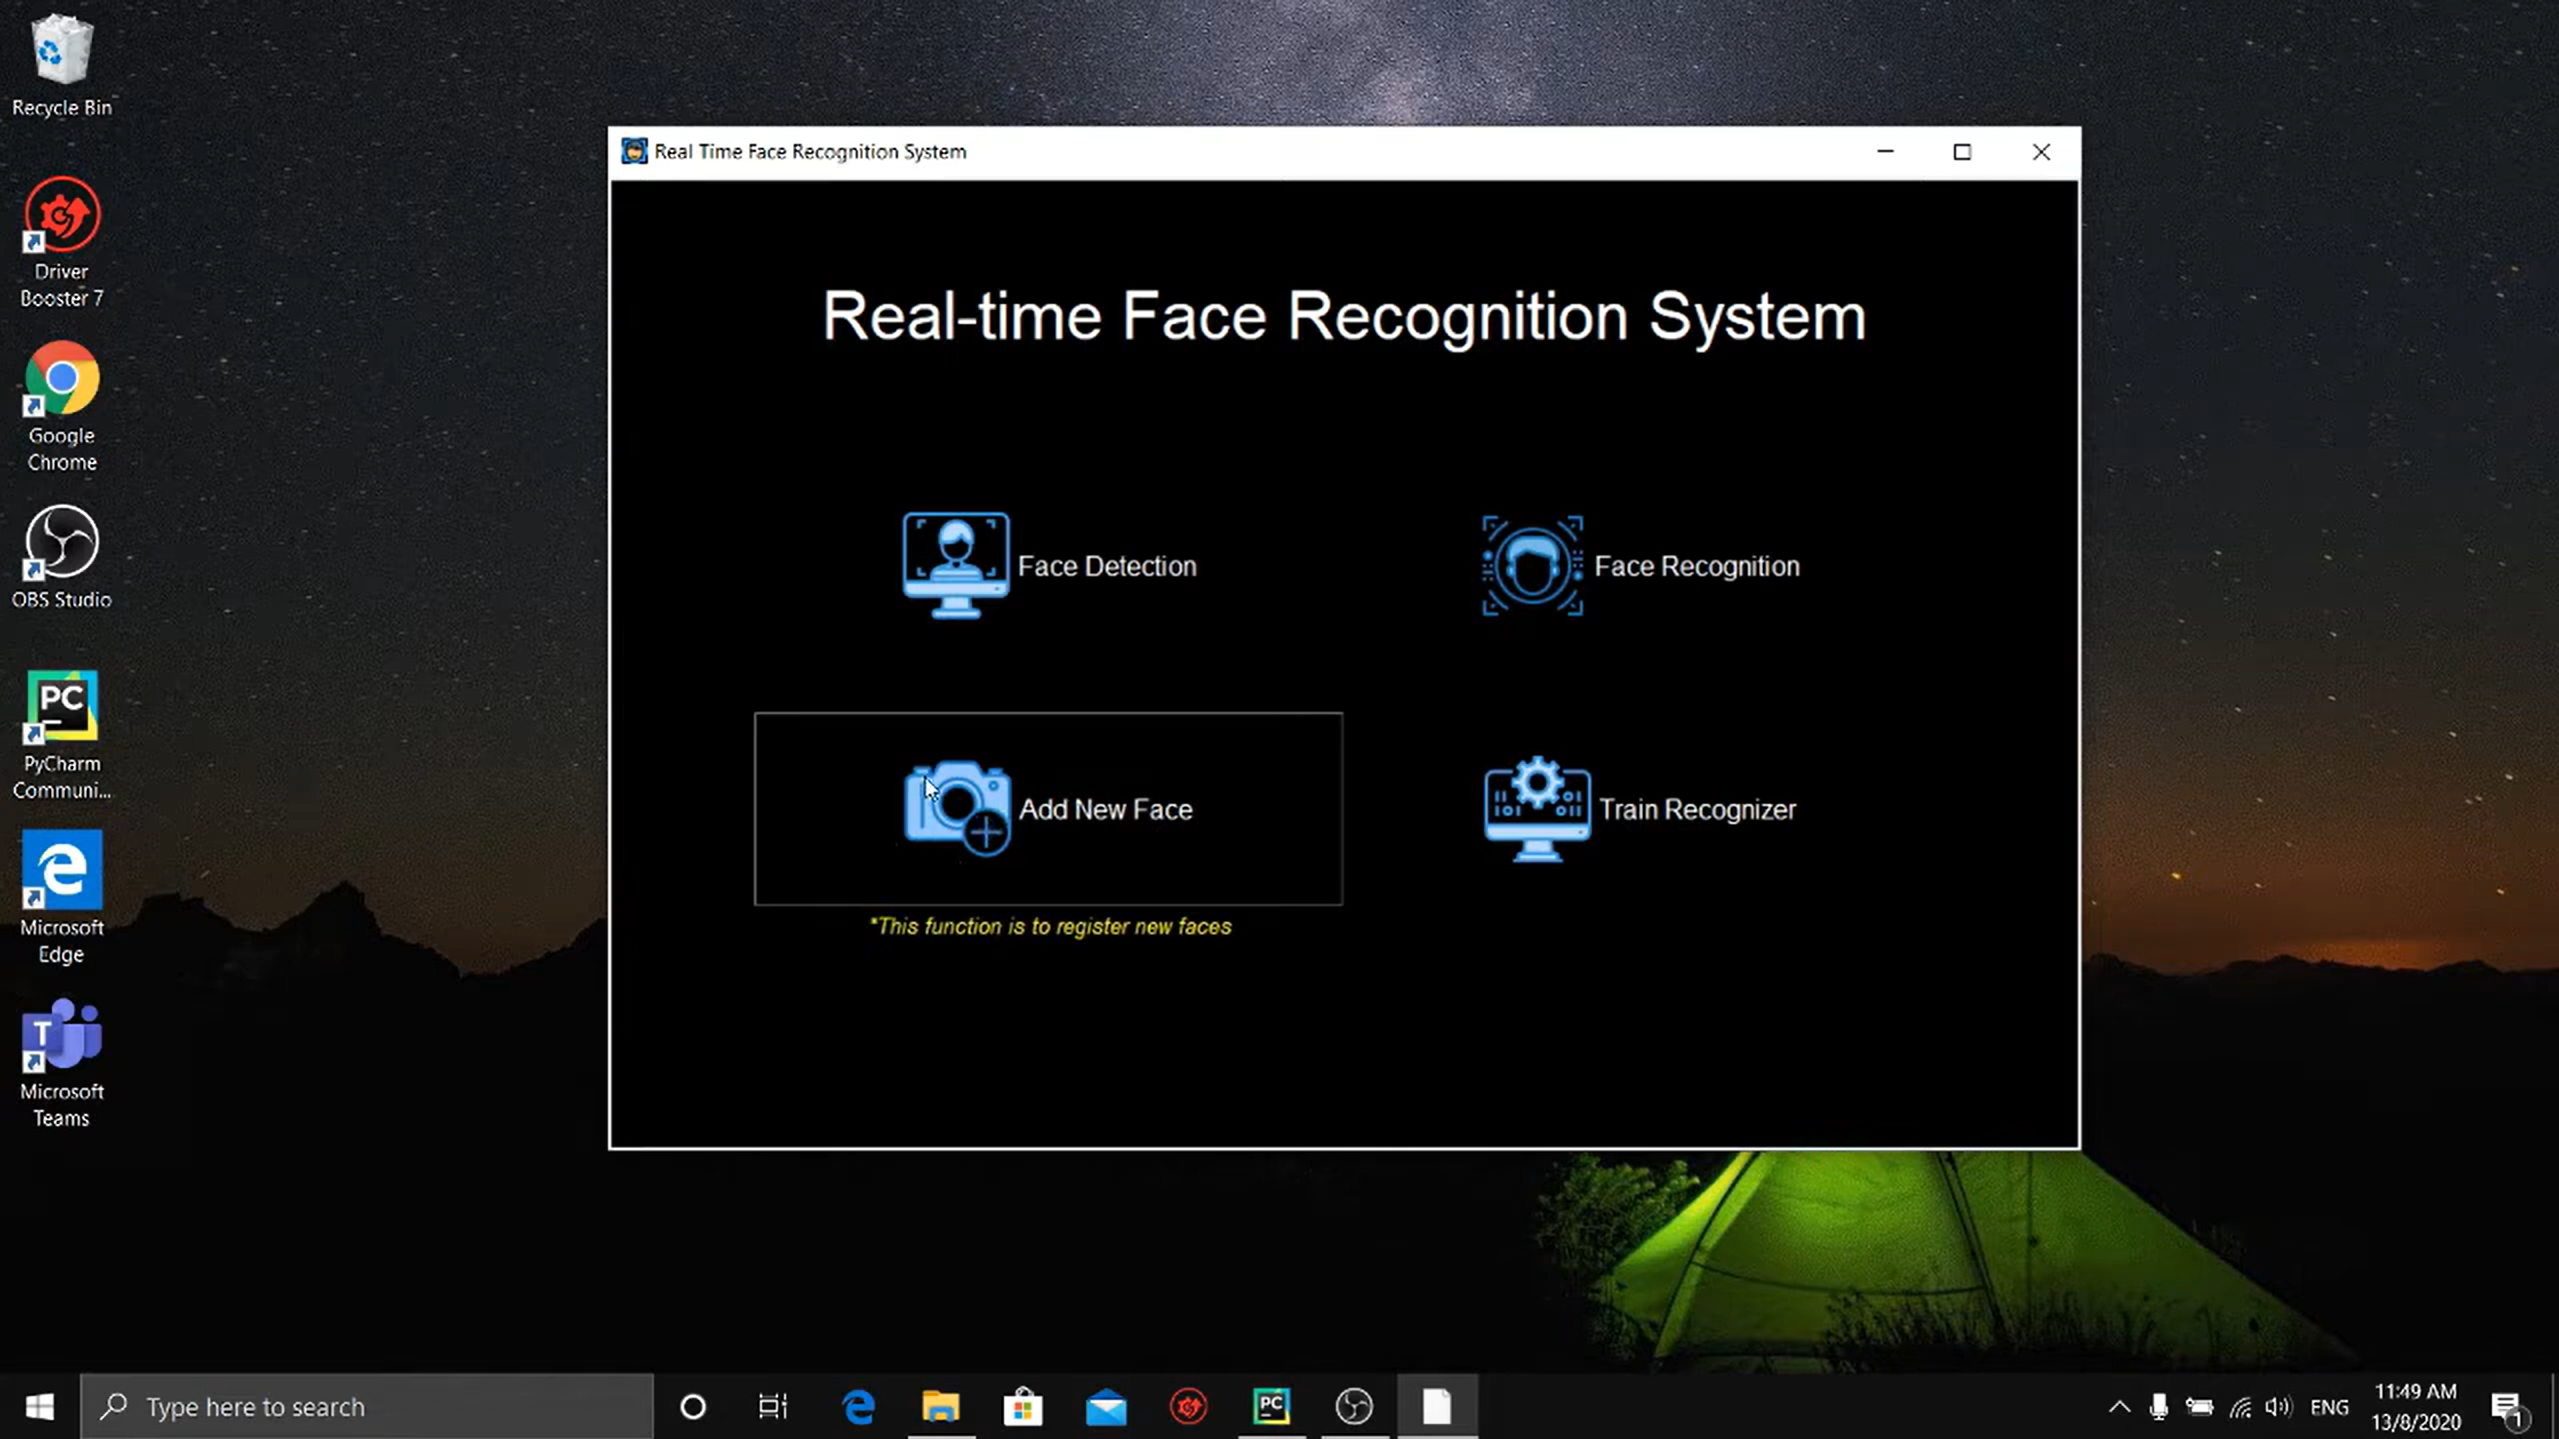 Recycle Bin
Driver
Booster 7
Google
Chrome
OBS Studio
PC
PyCharm
Communi...
Microsoft
Edge
T
Microsoft
Teams
Real Time Face Recognition System
Real-time Face Recognition System
Face Detection
Face Recognition
Add New Face
Train Recognizer
*This function is to register new faces
Type here to search
PC
ENG
11:49 AM
13/8/2020
1